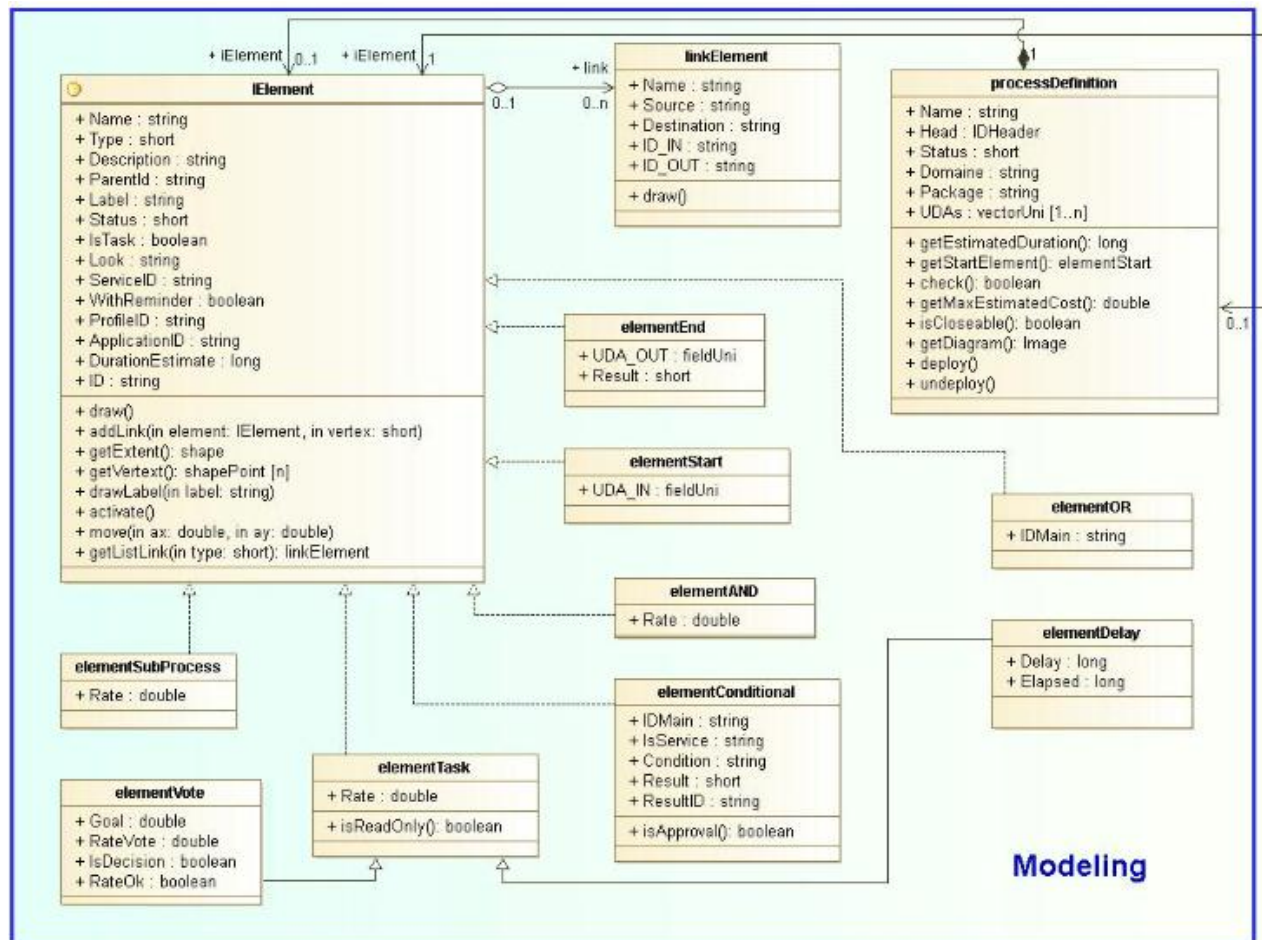 + IElement
0..1
+ IElement
1
1
IElement
+ Name : string
+ Type : short
+ Description : string
+ ParentId : string
+ Label : string
+ Status : short
+ IsTask : boolean
+ Look : string
+ ServiceID : string
+ WithReminder : boolean
+ ProfileID : string
+ ApplicationID : string
+ DurationEstimate : long
+ ID : string
+ draw()
+ addLink(in element: IElement, in vertex: short)
+ getExtent(): shape
+ getVertext(): shapePoint [n]
+ drawLabel(in label: string)
+ activate()
+ move(in ax: double, in ay: double)
+ getListLink(in type: short): linkElement
0..1
+ link
0..n
linkElement
+ Name : string
+ Source : string
+ Destination : string
+ ID_IN : string
+ ID_OUT : string
+ draw()
processDefinition
+ Name : string
+ Head : IDHeader
+ Status : short
+ Domaine : string
+ Package : string
+ UDAs : vectorUni [1..n]
+ getEstimatedDuration(): long
+ getStartElement(): elementStart
+ check(): boolean
+ getMaxEstimatedCost(): double
+ isCloseable(): boolean
+ getDiagram(): Image
+ deploy()
+ undeploy()
0..1
elementEnd
+ UDA_OUT : fieldUni
+ Result : short
elementStart
+ UDA_IN : fieldUni
elementOR
+ IDMain : string
elementAND
+ Rate : double
elementDelay
+ Delay : long
+ Elapsed : long
elementSubProcess
+ Rate : double
elementConditional
+ IDMain : string
+ IsService : string
+ Condition : string
+ Result : short
+ ResultID : string
+ isApproval(): boolean
elementTask
+ Rate : double
+ isReadOnly(): boolean
elementVote
+ Goal : double
+ RateVote : double
+ IsDecision : boolean
+ RateOk : boolean
Modeling